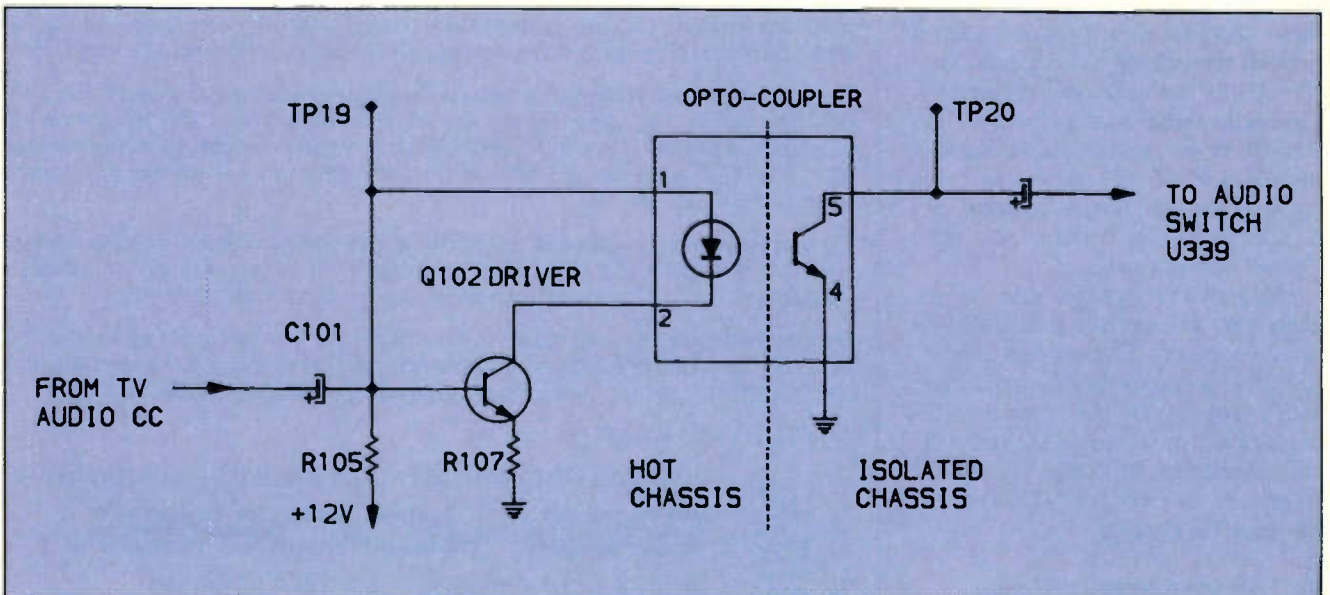 TP19
OPTO-COUPLER
TP20
1
5
TO AUDIO
SWITCH
U339
Q102 DRIVER
4
2
C101
+
+
FROM TV
AUDIO CC
R105
R107
HOT
CHASSIS
ISOLATED
CHASSIS
+12V